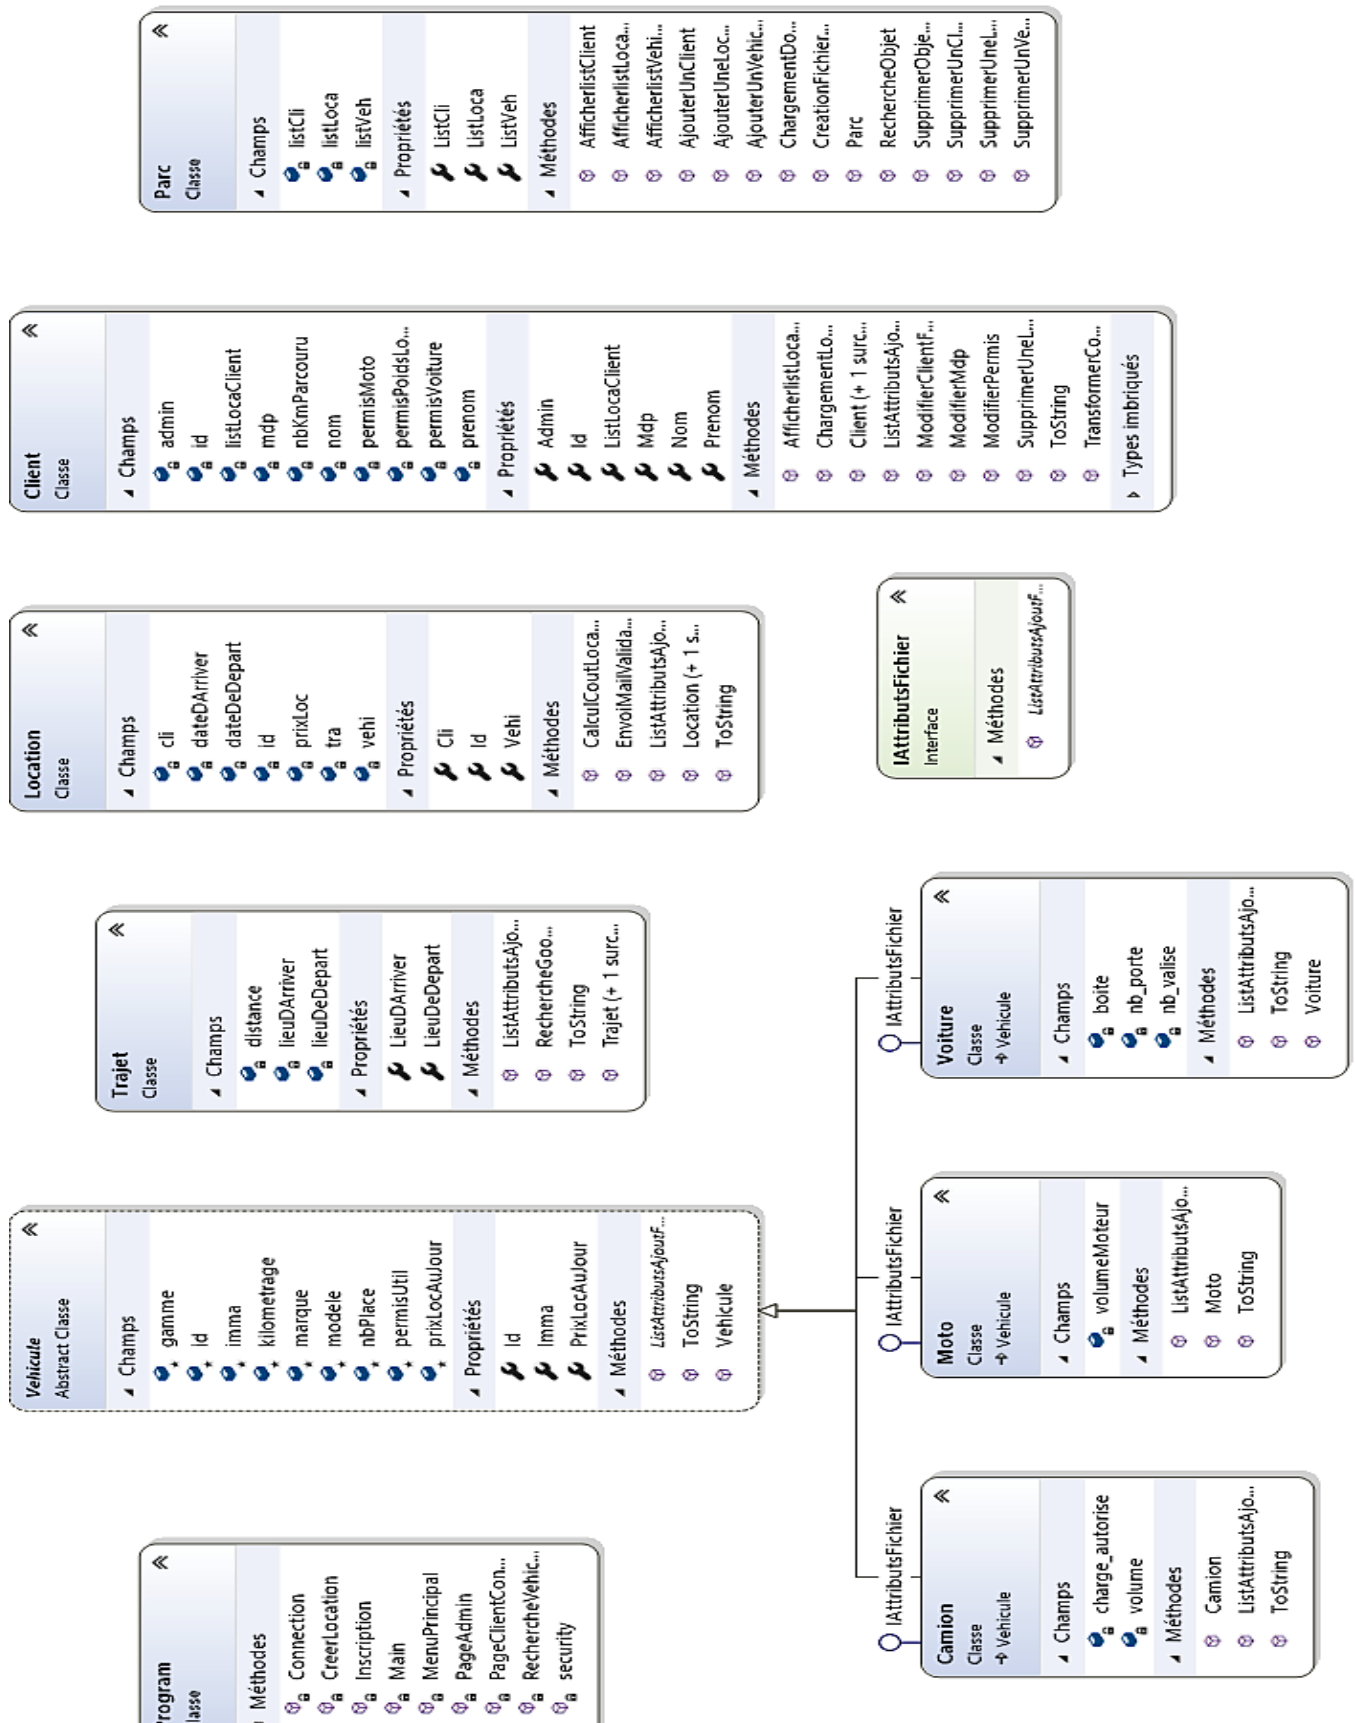 Program
lasse
Méthodes
Connection
CreerLocation
Inscription
Main
MenuPrincipal
PageAdmin
PageClientCon...
RechercheVehic...
security
Vehicule
Abstract Classe
Champs
gamme
id
imma
kilometrage
marque
modele
nbPlace
permisUtil
prixLocAuJour
Propriétés
Id
Imma
PrixLocAuJour
Méthodes
ListAttributsAjoutF...
ToString
Vehicule
Trajet
Classe
Champs
distance
lieuDArriver
lieuDeDepart
Propriétés
LieuDArriver
LieuDeDepart
Méthodes
ListAttributsAjo...
RechercheGoo...
ToString
Trajet (+ 1 surc...
Location
Classe
Champs
cli
dateDArriver
dateDeDepart
id
prixLoc
tra
vehi
Propriétés
Cli
Id
Vehi
Méthodes
CalculCoutLoca...
EnvoiMailValida...
ListAttributsAjo...
Location (+ 1 s...
ToString
Client
Classe
Champs
admin
id
listLocaClient
mdp
nbKmParcouru
nom
permisMoto
permisPoidsLo...
permisVoiture
prenom
Propriétés
Admin
Id
ListLocaClient
Mdp
Nom
Prenom
Méthodes
AfficherlistLoca...
ChargementLo...
Client (+ 1 surc...
ListAttributsAjo...
ModifierClientF...
ModifierMdp
ModifierPermis
SupprimerUneL...
ToString
TransformerCo...
Types imbriqués
Parc
Classe
Champs
listCli
listLoca
listVeh
Propriétés
ListCli
ListLoca
ListVeh
Méthodes
AfficherlistClient
AfficherlistLoca...
AfficherlistVehi...
AjouterUnClient
AjouterUneLoc...
AjouterUnVehic...
ChargementDo...
CreationFichier...
Parc
RechercheObjet
SupprimerObje...
SupprimerUnCl...
SupprimerUneL...
SupprimerUnVe...
IAttributsFichier
Camion
Classe
Vehicule
Champs
charge_autorise
volume
Méthodes
Camion
ListAttributsAjo...
ToString
IAttributsFichier
Moto
Classe
Vehicule
Champs
volumeMoteur
Méthodes
ListAttributsAjo...
Moto
ToString
IAttributsFichier
Voiture
Classe
Vehicule
Champs
boite
nb_porte
nb_valise
Méthodes
ListAttributsAjo...
ToString
Voiture
IAttributsFichier
Interface
Méthodes
ListAttributsAjoutF...